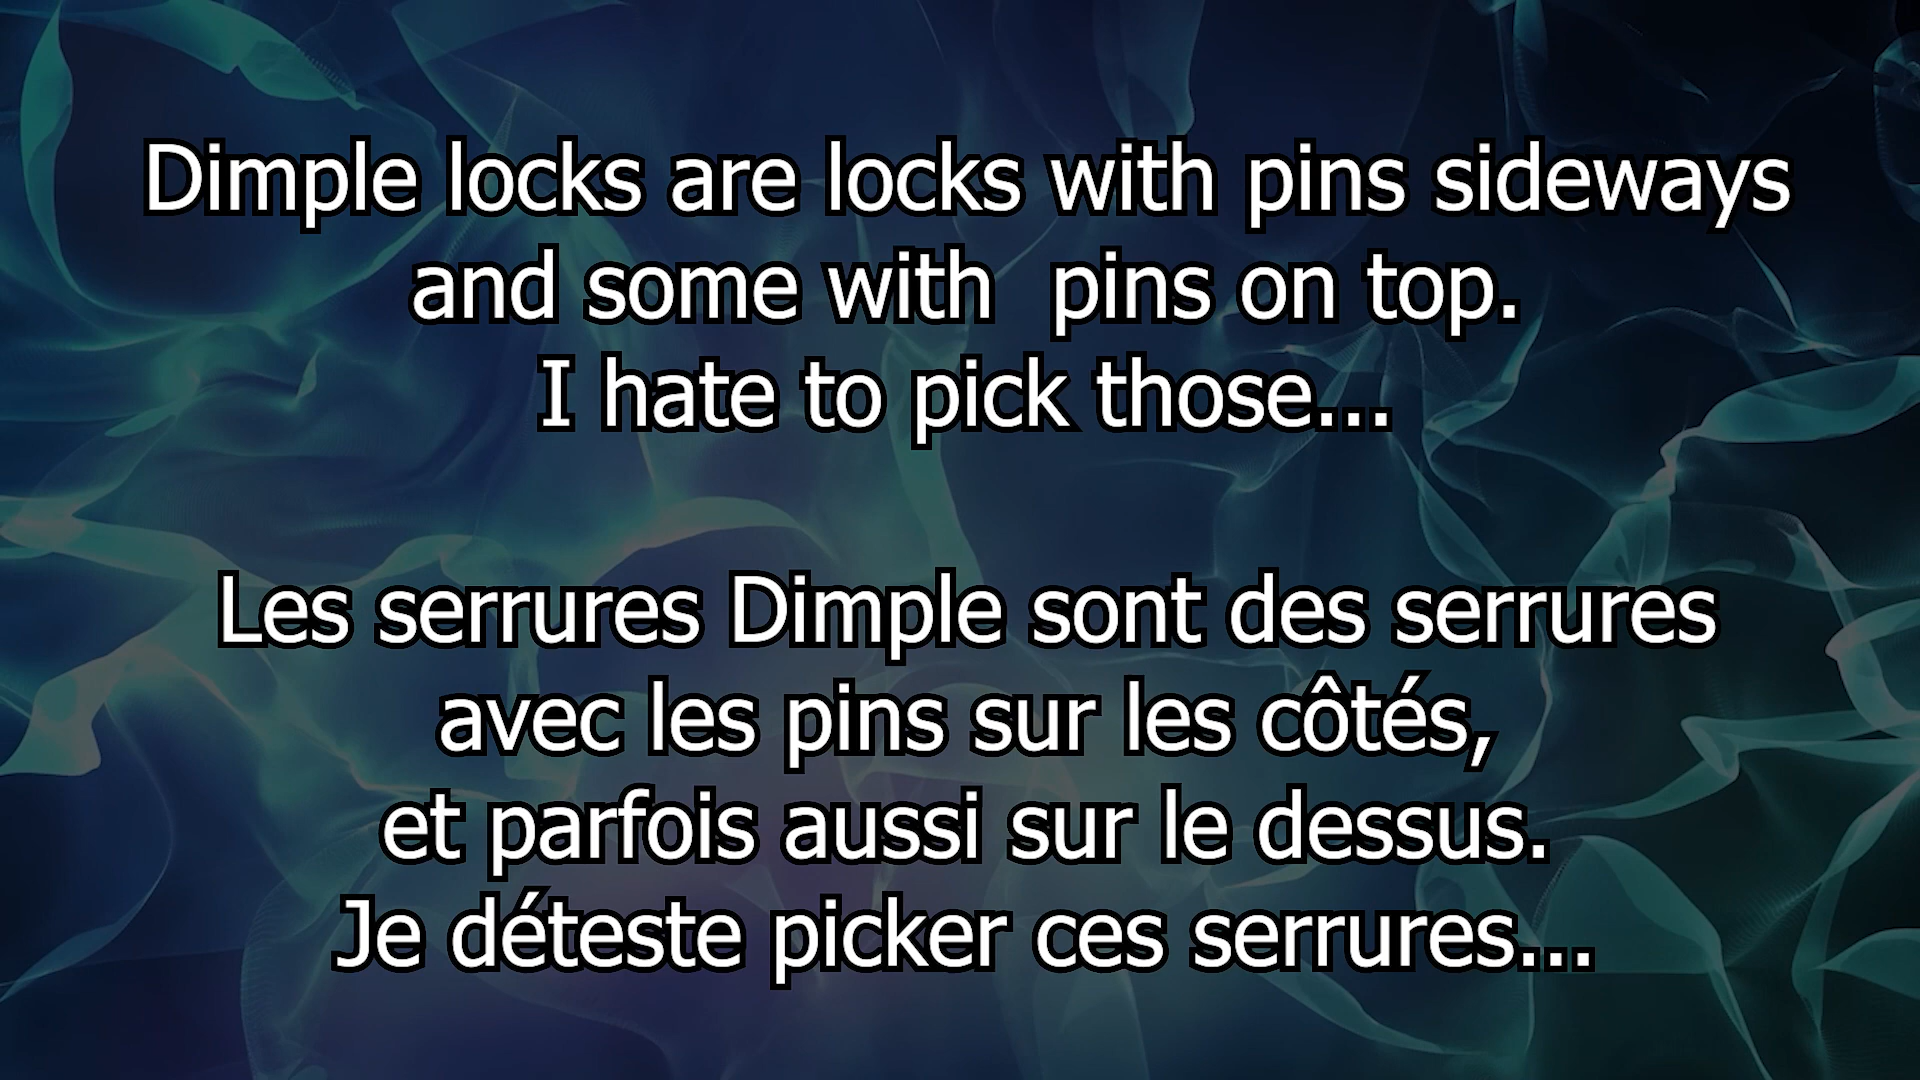 Dimple locks are locks with pins sideways
and some with  pins on top.
I hate to pick those...
Les serrures Dimple sont des serrures
avec les pins sur les côtés,
et parfois aussi sur le dessus.
Je déteste picker ces serrures...